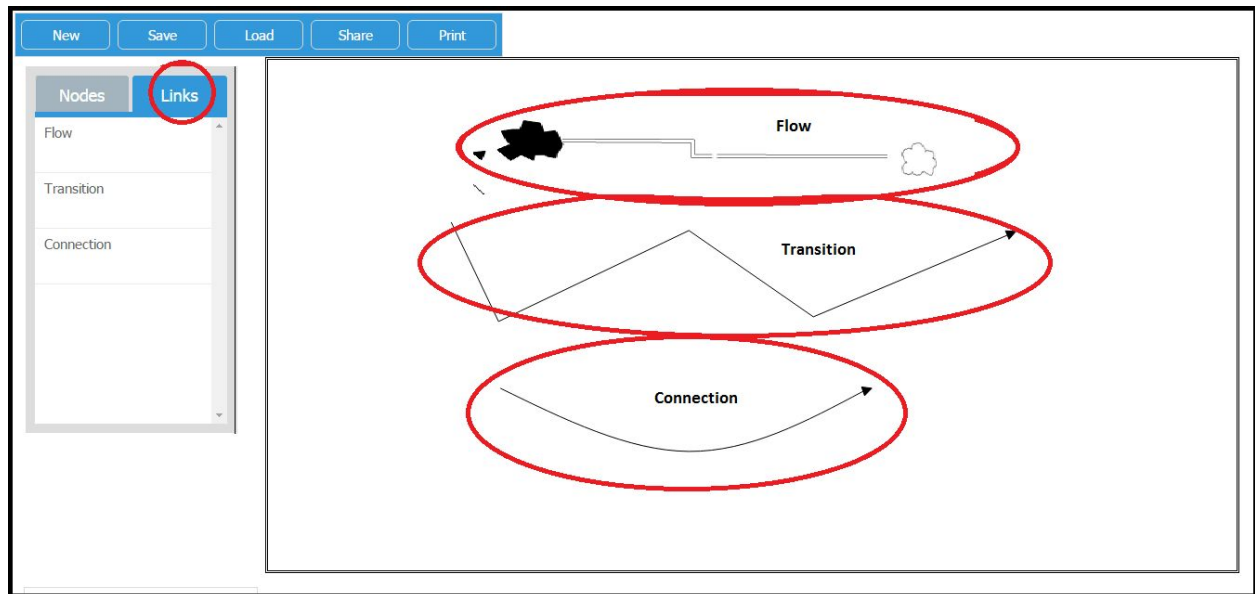 New Save Load Share Print
Nodes Links
Flow
Transition
Connection
Flow
Transition
Connection